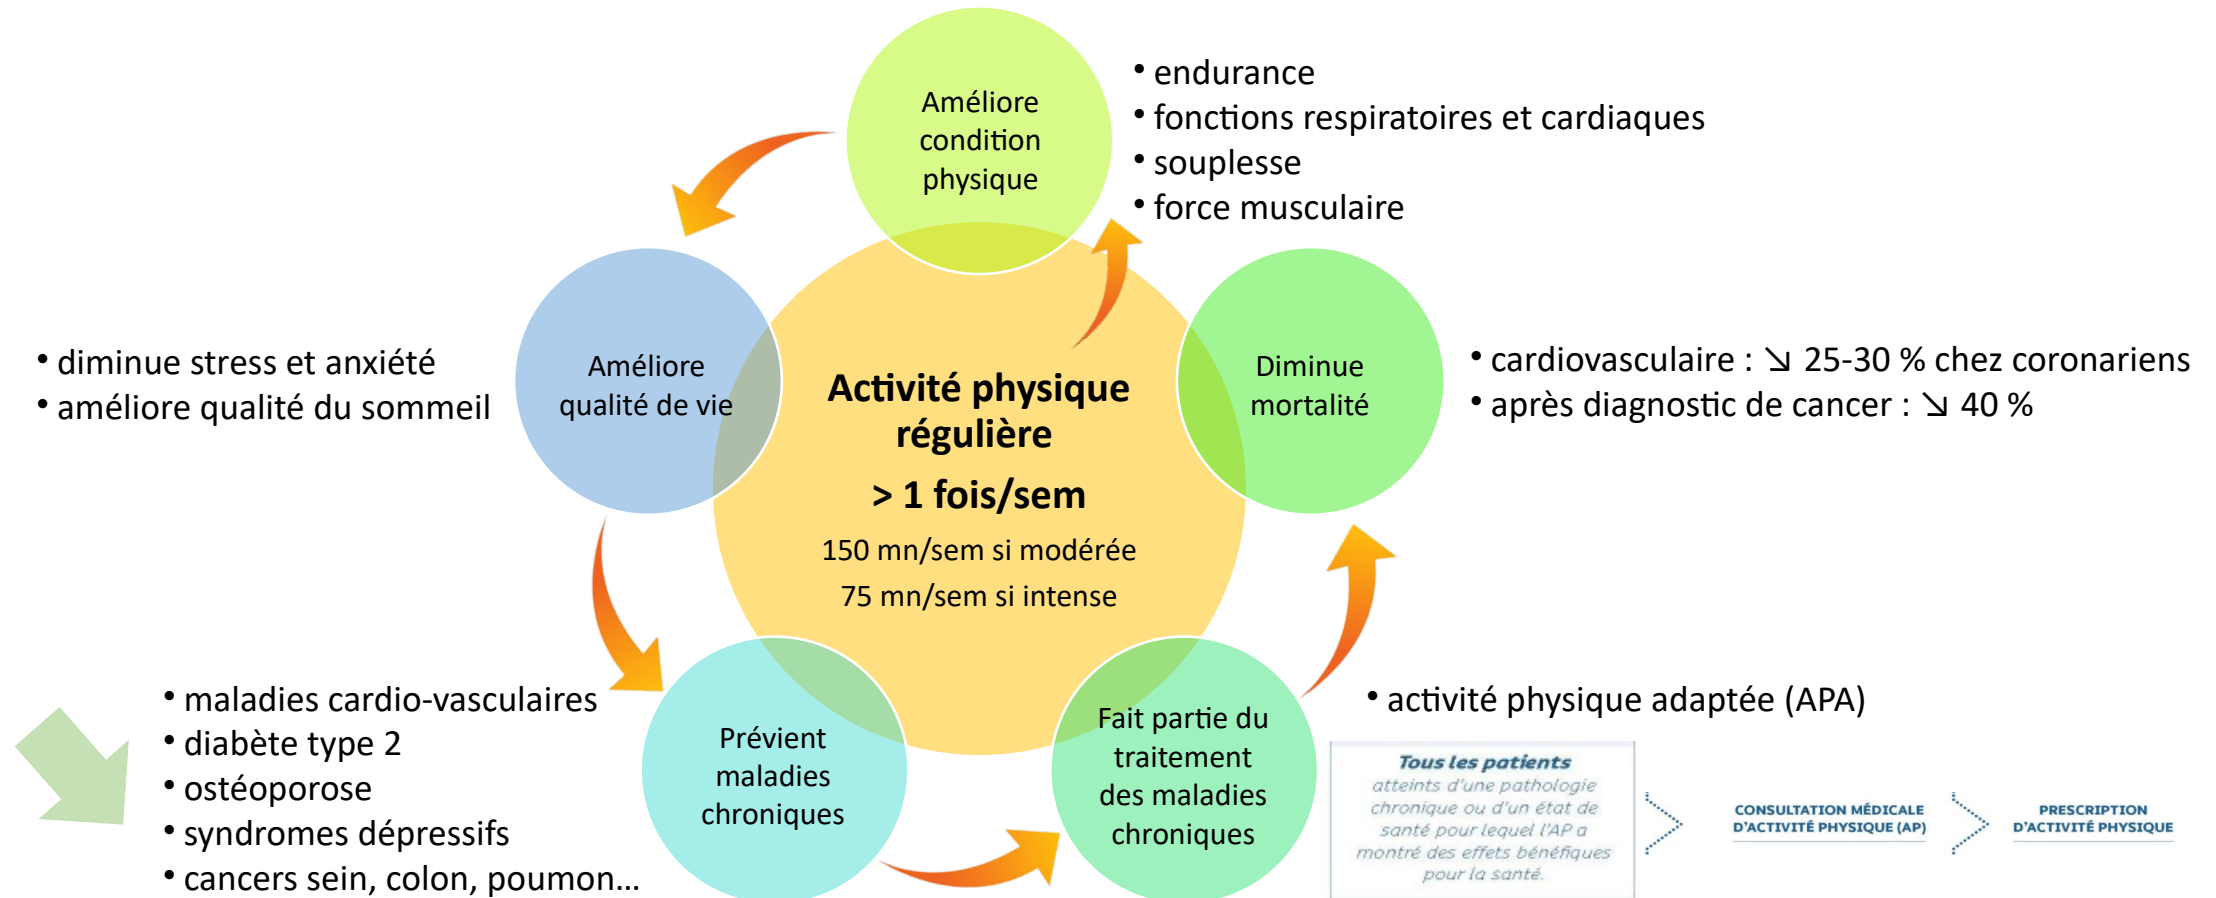 Améliore
condition
physique
• endurance
• fonctions respiratoires et cardiaques
• souplesse
• force musculaire
• diminue stress et anxiété
• améliore qualité du sommeil
Améliore
qualité de vie
Activité physique
régulière
> 1 fois/sem
150 mn/sem si modérée
75 mn/sem si intense
Diminue
mortalité
• cardiovasculaire : ↘ 25-30 % chez coronariens
• après diagnostic de cancer : ↘ 40 %
• maladies cardio-vasculaires
• diabète type 2
• ostéoporose
• syndromes dépressifs
• cancers sein, colon, poumon...
Prévient
maladies
chroniques
Fait partie du
traitement
des maladies
chroniques
• activité physique adaptée (APA)
Tous les patients
atteints d'une pathologie
chronique ou d'un état de
santé pour lequel l'AP a
montré des effets bénéfiques
pour la santé.
CONSULTATION MÉDICALE
D'ACTIVITÉ PHYSIQUE (AP)
PRESCRIPTION
D'ACTIVITÉ PHYSIQUE